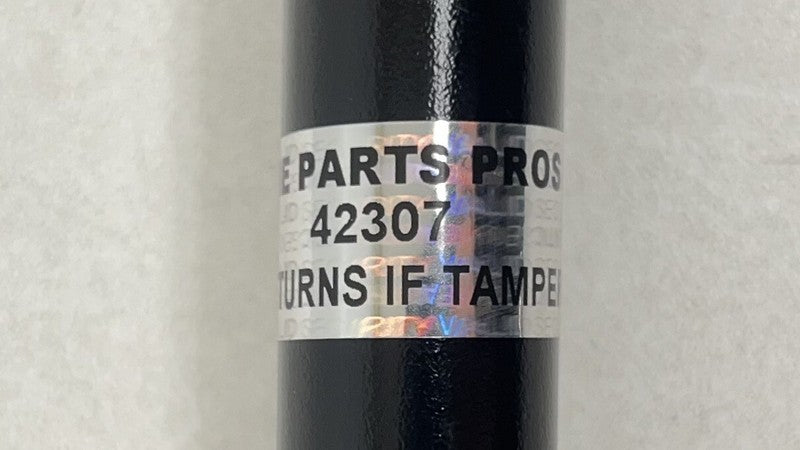 E PARTS PROS
42307
TURNS IF TAMPE